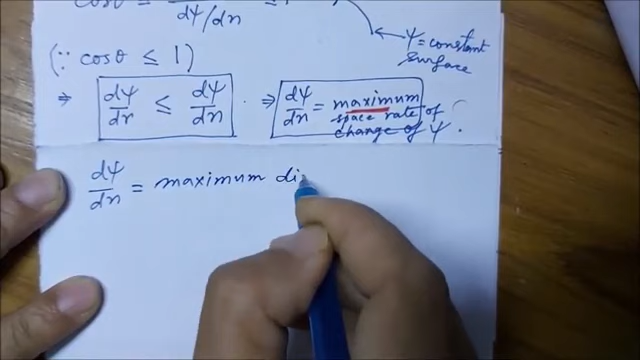 cosθ =
dψ/dn
ψ = constant
surface
(∵ cosθ ≤ 1)
⇒ dψ/dr ≤ dψ/dn . ⇒ dψ/dn = maximum
space rate of
change of ψ .
dψ/dn = maximum di